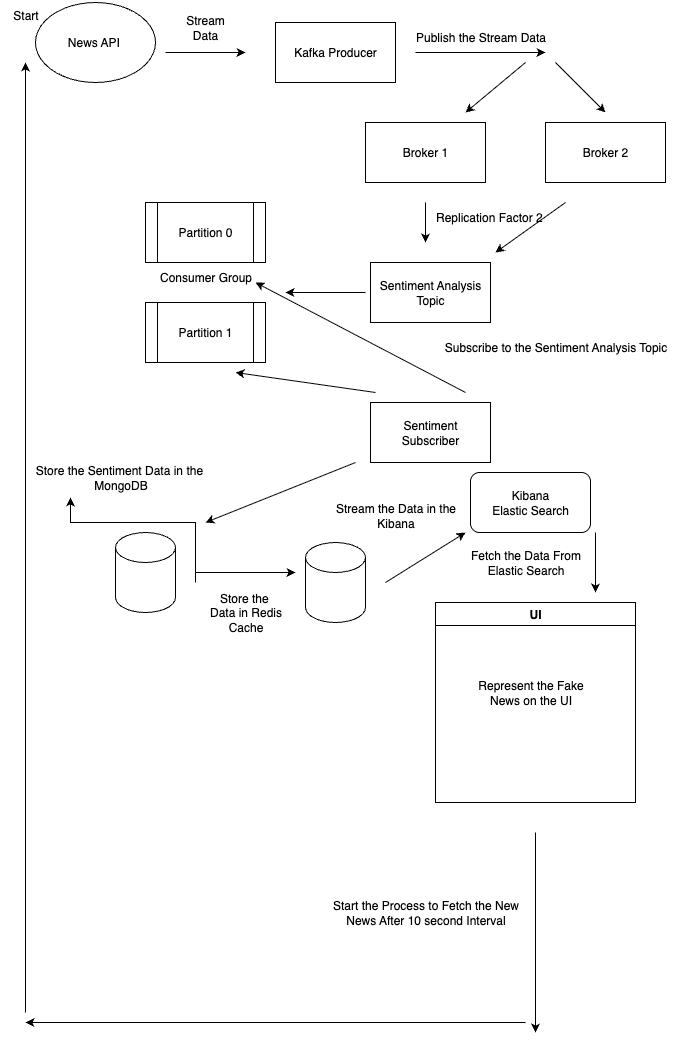 Start
News API
Stream
Data
Kafka Producer
Publish the Stream Data
Broker 1
Broker 2
Replication Factor 2
Partition 0
Consumer Group
Sentiment Analysis
Topic
Partition 1
Subscribe to the Sentiment Analysis Topic
Sentiment
Subscriber
Store the Sentiment Data in the
MongoDB
Stream the Data in the
Kibana
Kibana
Elastic Search
Fetch the Data From
Elastic Search
Store the
Data in Redis
Cache
UI
Represent the Fake
News on the UI
Start the Process to Fetch the New
News After 10 second Interval